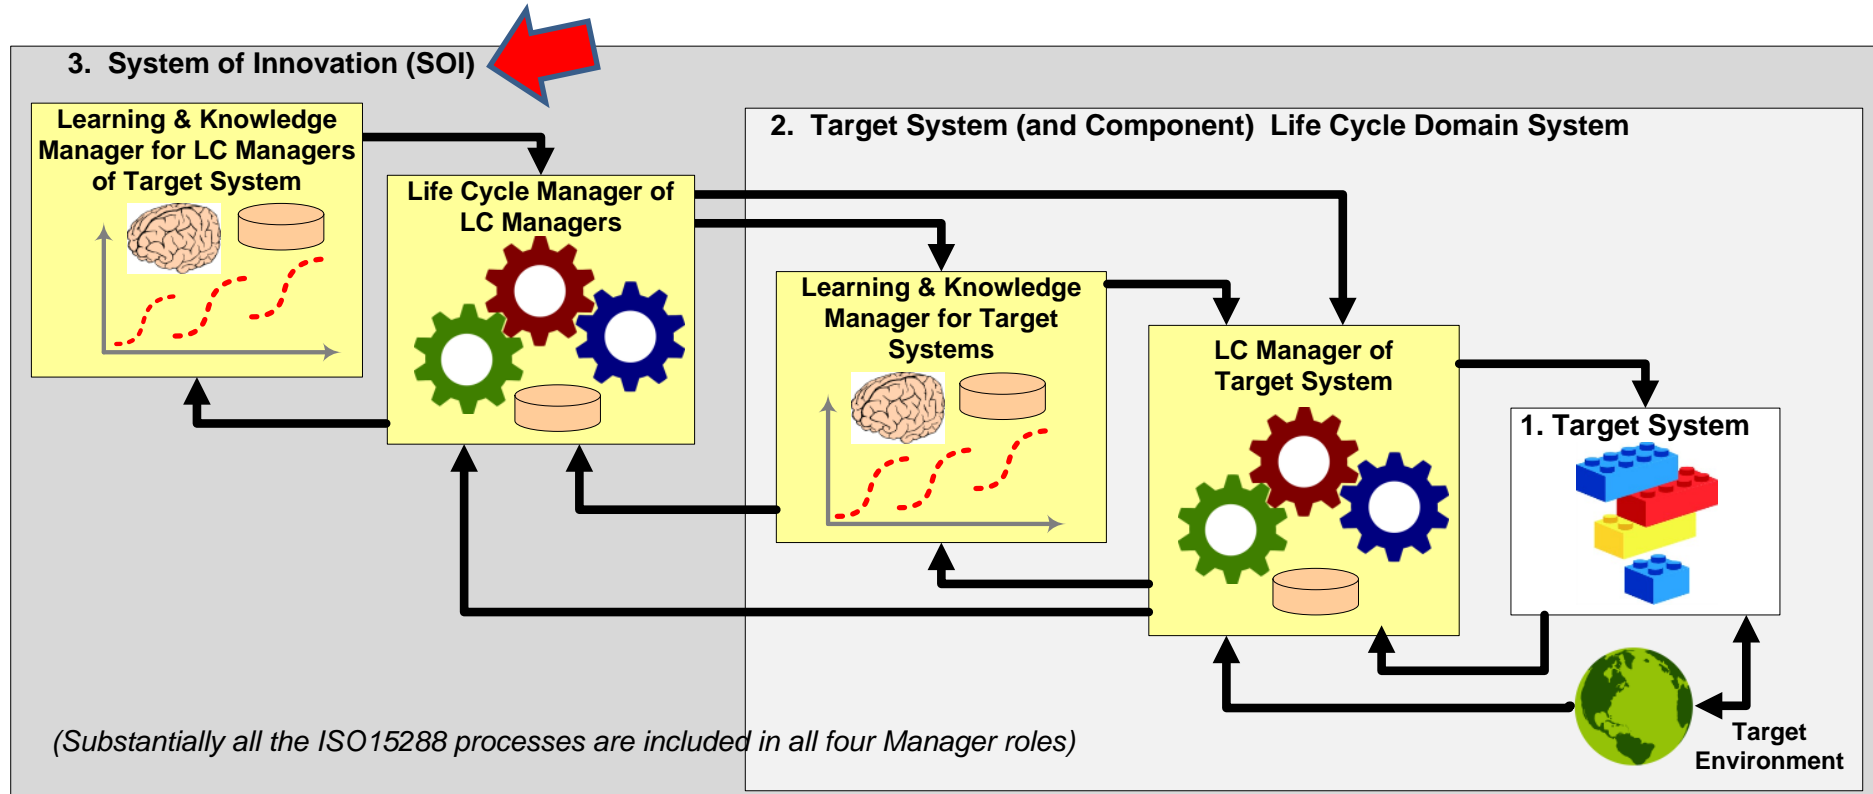 3. System of Innovation (SOI)
Learning & Knowledge
Manager for LC Managers
of Target System
Life Cycle Manager of
LC Managers
2. Target System (and Component) Life Cycle Domain System
Learning & Knowledge
Manager for Target
Systems
LC Manager of
Target System
1. Target System
Target
Environment
(Substantially all the ISO15288 processes are included in all four Manager roles)